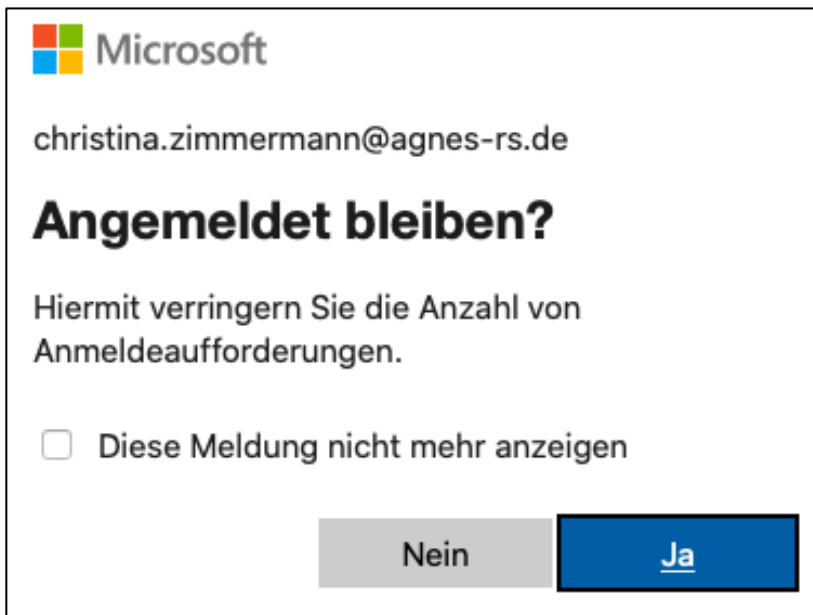 Microsoft
christina.zimmermann@agnes-rs.de
Angemeldet bleiben?
Hiermit verringern Sie die Anzahl von
Anmeldeaufforderungen.
Diese Meldung nicht mehr anzeigen
Nein Ja